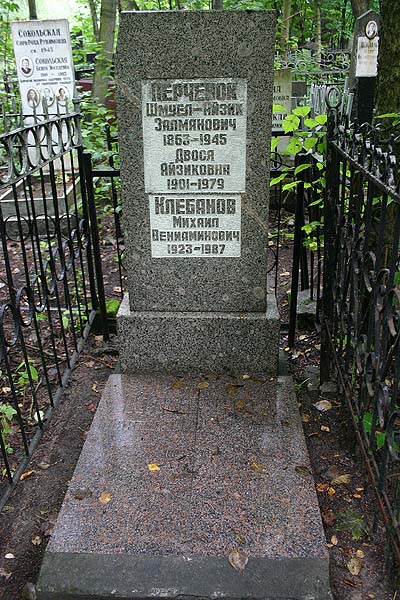 Перченок
Шмуел-Айзик
Залманович
1863-1945
Двося
Айзиковна
1901-1979
Клебанов
Михаил
Вениаминович
1923-1987
Сокольская